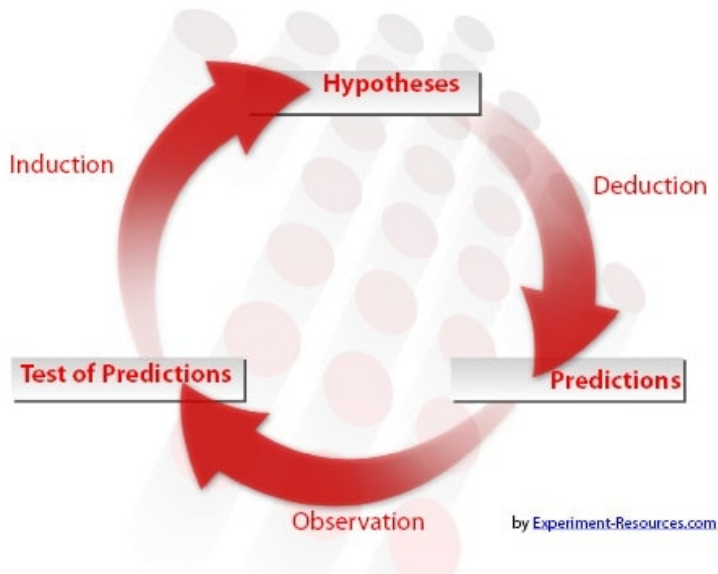 Hypotheses
Induction
Deduction
Test of Predictions
Predictions
Observation
by Experiment-Resources.com